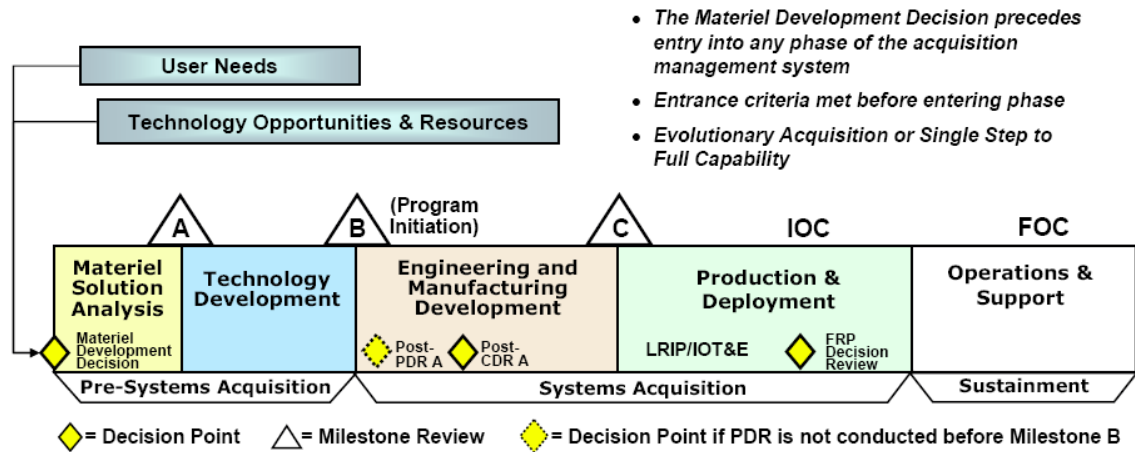 • The Materiel Development Decision precedes
entry into any phase of the acquisition
management system
• Entrance criteria met before entering phase
• Evolutionary Acquisition or Single Step to
Full Capability
User Needs
Technology Opportunities & Resources
A
B
(Program
Initiation)
C
IOC
FOC
Materiel
Solution
Analysis
Materiel
Development
Decision
Technology
Development
Engineering and
Manufacturing
Development
Post-
PDR A
Post-
CDR A
Production &
Deployment
LRIP/IOT&E
FRP
Decision
Review
Operations &
Support
Pre-Systems Acquisition
Systems Acquisition
Sustainment
= Decision Point
= Milestone Review
= Decision Point if PDR is not conducted before Milestone B